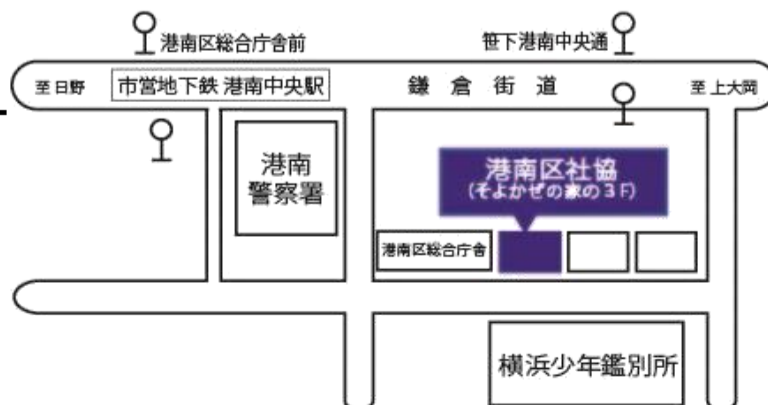 港南区総合庁舎前
笹下港南中央通
至 日野
市営地下鉄 港南中央駅
鎌倉街道
至 上大岡
港南
警察署
港南区社協
(そよかぜの家の3F)
港南区総合庁舎
横浜少年鑑別所